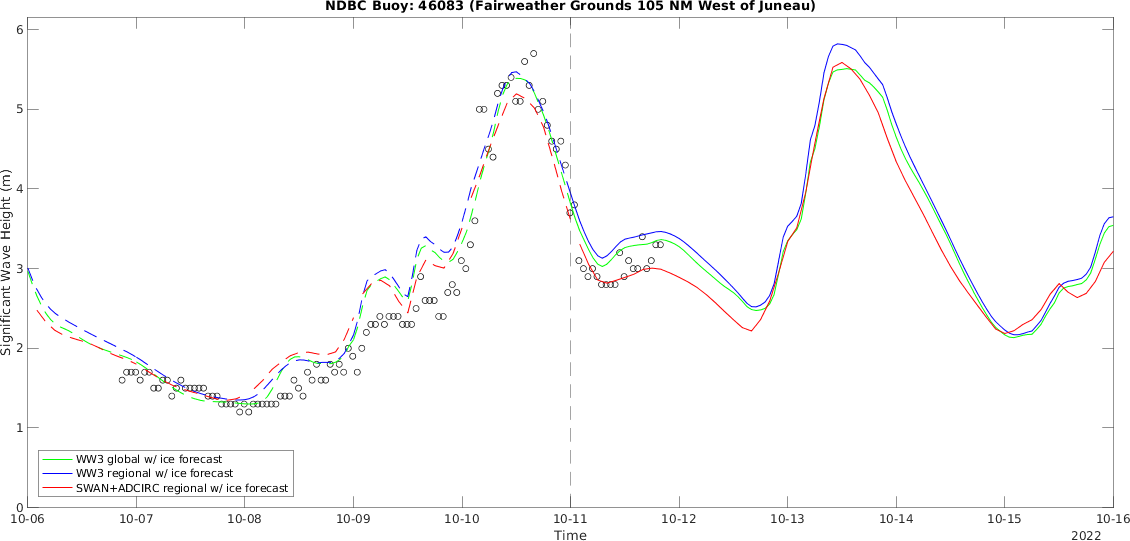 NDBC Buoy: 46083 (Fairweather Grounds 105 NM West of Juneau)
Significant Wave Height (m)
6
5
4
3
2
1
0
WW3 global w/ ice forecast
WW3 regional w/ ice forecast
SWAN+ADCIRC regional w/ ice forecast
10-06 10-07 10-08 10-09 10-10 10-11 10-12 10-13 10-14 10-15 10-16
Time
2022